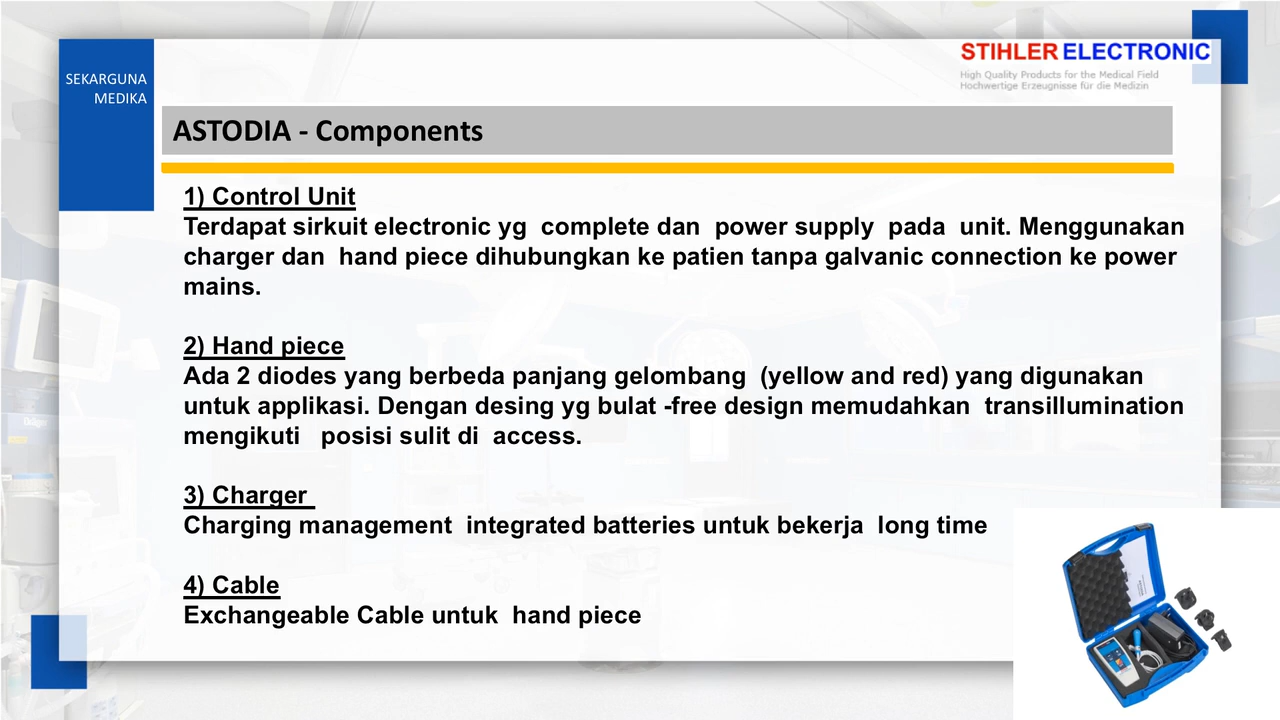 SEKARGUNA
MEDIKA
STIHLER ELECTRONIC
High Quality Products for the Medical Field
Hochwertige Erzeugnisse für die Medizin
ASTODIA - Components
1) Control Unit
Terdapat sirkuit electronic yg complete dan power supply pada unit. Menggunakan
charger dan hand piece dihubungkan ke patien tanpa galvanic connection ke power
mains.
2) Hand piece
Ada 2 diodes yang berbeda panjang gelombang (yellow and red) yang digunakan
untuk applikasi. Dengan desing yg bulat -free design memudahkan transillumination
mengikuti posisi sulit di access.
3) Charger
Charging management integrated batteries untuk bekerja long time
4) Cable
Exchangeable Cable untuk hand piece